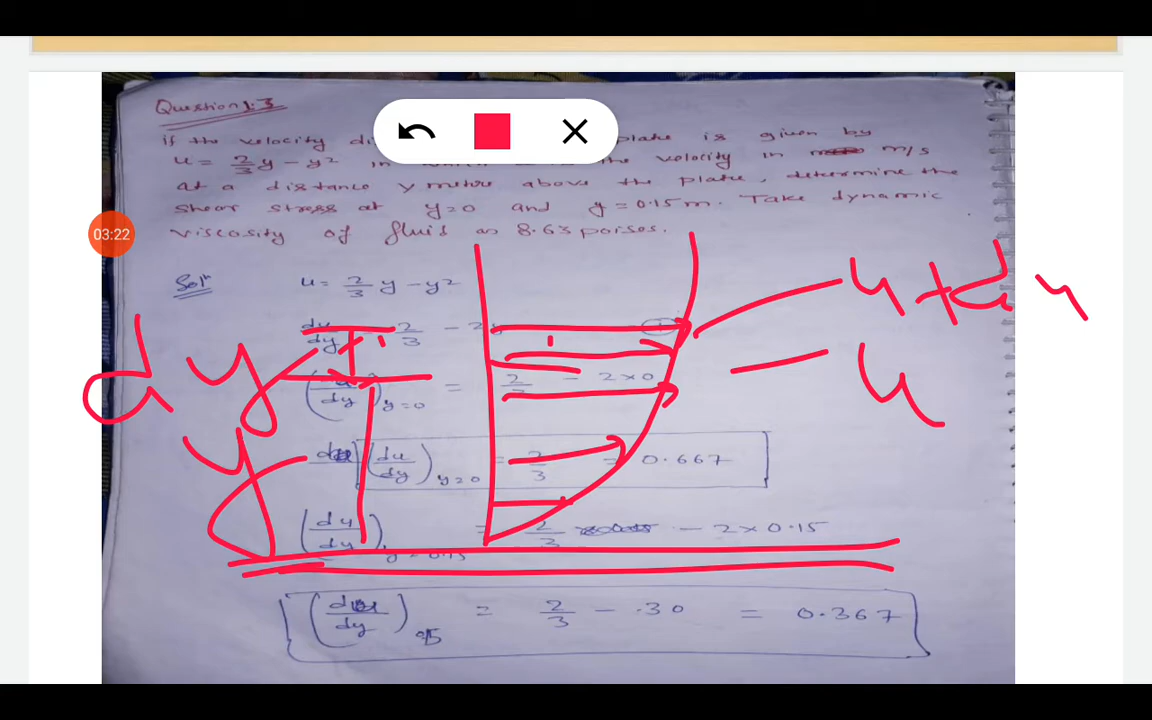 Question 1.3
if the velocity di plate is given by
u = 2/3 y - y² in the velocity in m/s
at a distance y metre above the plate, determine the
shear stress at y=0 and y=0.15 m. Take dynamic
viscosity of fluid as 8.63 poises.
03:22
Solⁿ u = 2/3 y - y²
du/dy 2/3 - 2y
(du/dy) y=0 = 2/3 - 2×0
(du/dy) y=0 = 2/3 = 0.667
(du/dy) y=0.15 = 2/3 - 2×0.15
(du/dy) = 2/3 - .30 = 0.367
u+du
u
dy
y